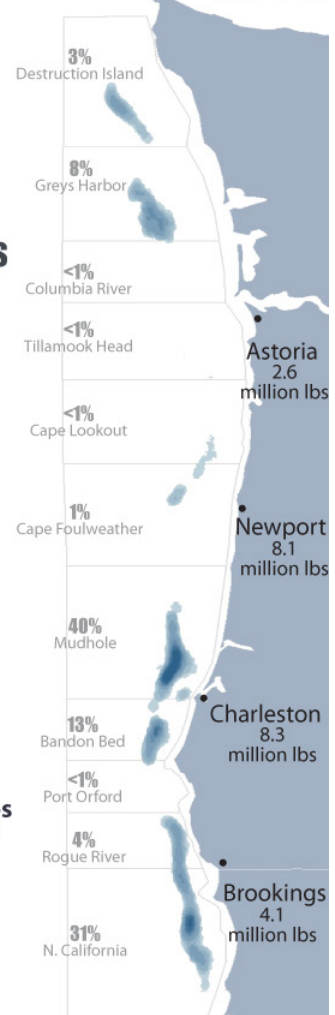 3%
Destruction Island
8%
Greys Harbor
s
<1%
Columbia River
<1%
Tillamook Head
Astoria
2.6
million lbs
<1%
Cape Lookout
1%
Cape Foulweather
Newport
8.1
million lbs
40%
Mudhole
Charleston
8.3
million lbs
13%
Bandon Bed
<1%
Port Orford
es
4%
Rogue River
Brookings
4.1
million lbs
31%
N. California